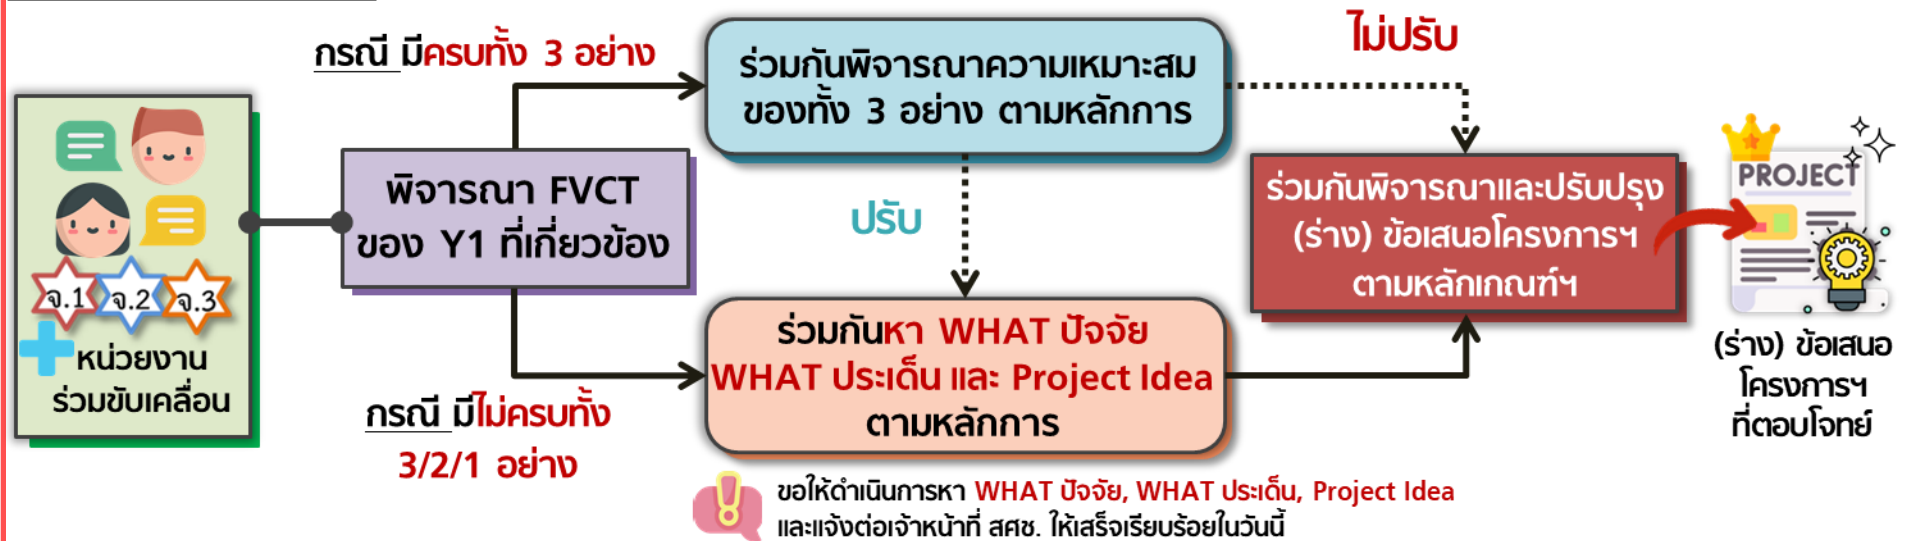 กรณี มีครบทั้ง 3 อย่าง
ร่วมกันพิจารณาความเหมาะสม
ของทั้ง 3 อย่าง ตามหลักการ
ไม่ปรับ
พิจารณา FVCT
ของ Y1 ที่เกี่ยวข้อง
ปรับ
ร่วมกันพิจารณาและปรับปรุง
(ร่าง) ข้อเสนอโครงการฯ
ตามหลักเกณฑ์ฯ
PROJECT
จ.1
จ.2
จ.3
หน่วยงาน
ร่วมขับเคลื่อน
กรณี มีไม่ครบทั้ง
3/2/1 อย่าง
ร่วมกันหา WHAT ปัจจัย
WHAT ประเด็น และ Project Idea
ตามหลักการ
(ร่าง) ข้อเสนอ
โครงการฯ
ที่ตอบโจทย์
ขอให้ดำเนินการหา WHAT ปัจจัย, WHAT ประเด็น, Project Idea
และแจ้งต่อเจ้าหน้าที่ สศช. ให้เสร็จเรียบร้อยในวันนี้